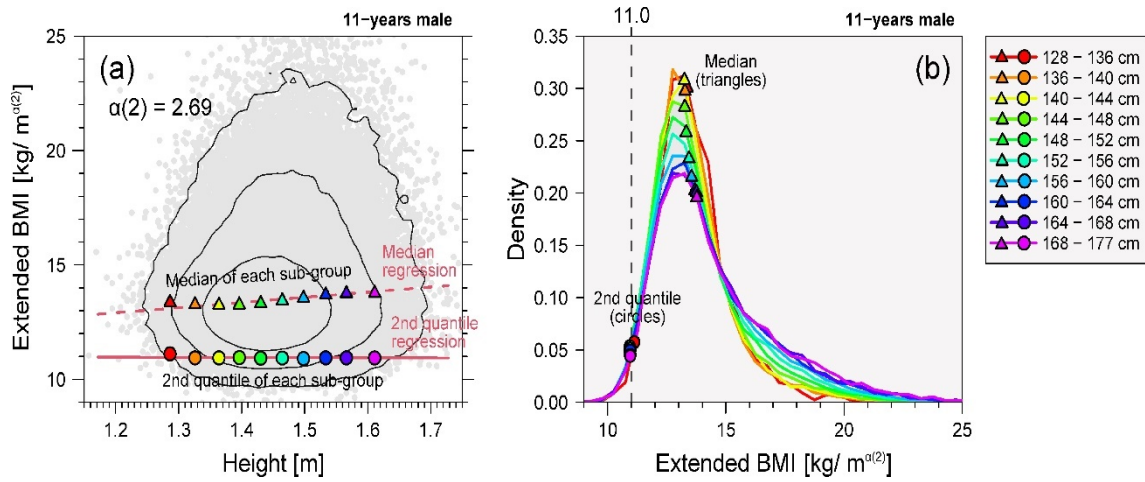 11−years male
(a)
α(2) = 2.69
Extended BMI [kg/ m^α(2)]
25
20
15
10
Median regression
Median of each sub-group
2nd quantile regression
2nd quantile of each sub-group
1.2 1.3 1.4 1.5 1.6 1.7
Height [m]
11.0
11−years male
(b)
Median
(triangles)
Density
0.35
0.30
0.25
0.20
0.15
0.10
0.05
0.00
2nd quantile
(circles)
10 15 20 25
Extended BMI [kg/ m^α(2)]
128 − 136 cm
136 − 140 cm
140 − 144 cm
144 − 148 cm
148 − 152 cm
152 − 156 cm
156 − 160 cm
160 − 164 cm
164 − 168 cm
168 − 177 cm